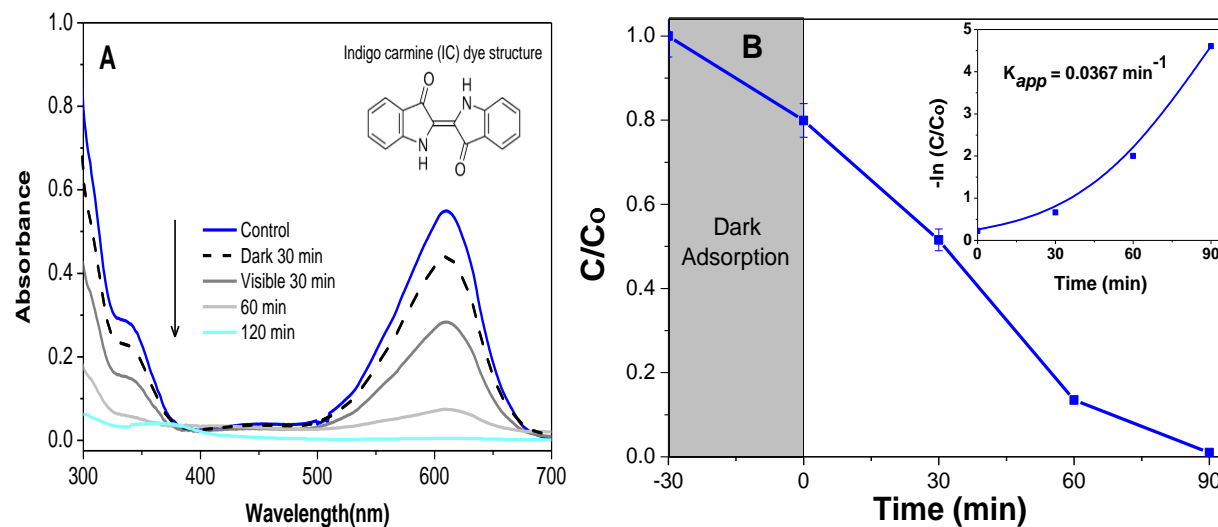 A
Indigo carmine (IC) dye structure
O
H
N
N
H
O
Control
Dark 30 min
Visible 30 min
60 min
120 min
Absorbance
1.0
0.8
0.6
0.4
0.2
0.0
300
400
500
600
700
Wavelength(nm)
B
Dark
Adsorption
C/Co
1.0
0.8
0.6
0.4
0.2
0.0
-30
0
30
60
90
Time (min)
Kapp = 0.0367 min-1
-ln (C/Co)
5
4
3
2
1
0
0
30
60
90
Time (min)